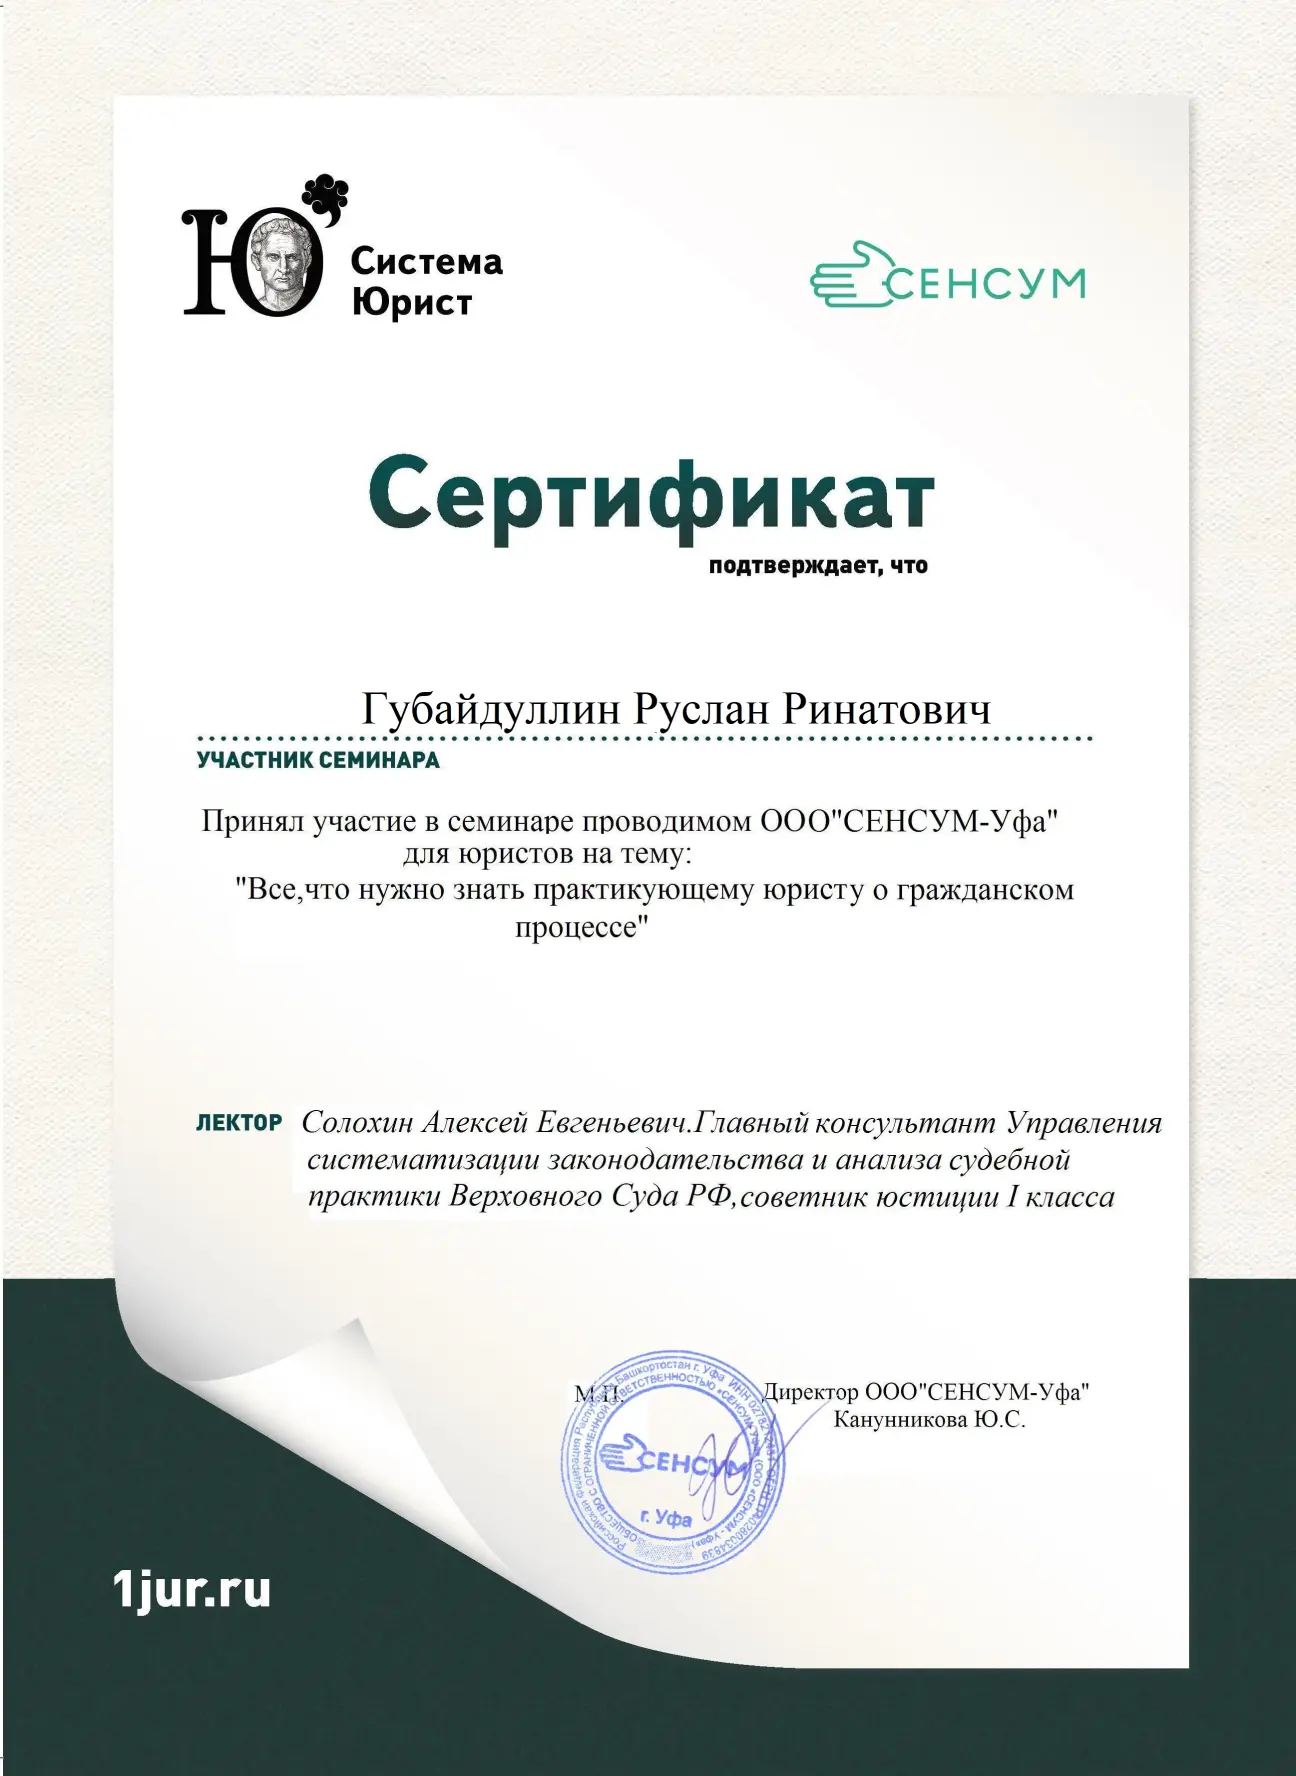 Ю
Система
Юрист
СЕНСУМ
Сертификат
подтверждает, что
Губайдуллин Руслан Ринатович
УЧАСТНИК СЕМИНАРА
Принял участие в семинаре проводимом ООО"СЕНСУМ-Уфа"
для юристов на тему:
"Все,что нужно знать практикующему юристу о гражданском
процессе"
ЛЕКТОР Солохин Алексей Евгеньевич.Главный консультант Управления
систематизации законодательства и анализа судебной
практики Верховного Суда РФ,советник юстиции I класса
М.П.
Директор ООО"СЕНСУМ-Уфа"
Канунникова Ю.С.
Российская Федерация Республика Башкортостан г. Уфа ИНН
ОБЩЕСТВО С ОГРАНИЧЕННОЙ ОТВЕТСТВЕННОСТЬЮ «СЕНСУМ - Уфа» (ООО «СЕНСУМ - Уфа»)
СЕНСУМ
г. Уфа
1jur.ru